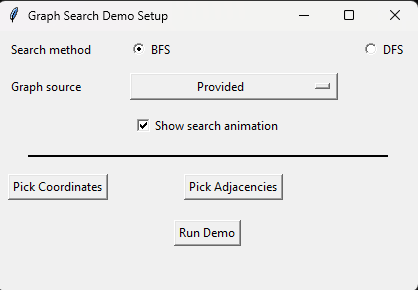 Graph Search Demo Setup
Search method BFS DFS
Graph source Provided
Show search animation
Pick Coordinates Pick Adjacencies
Run Demo